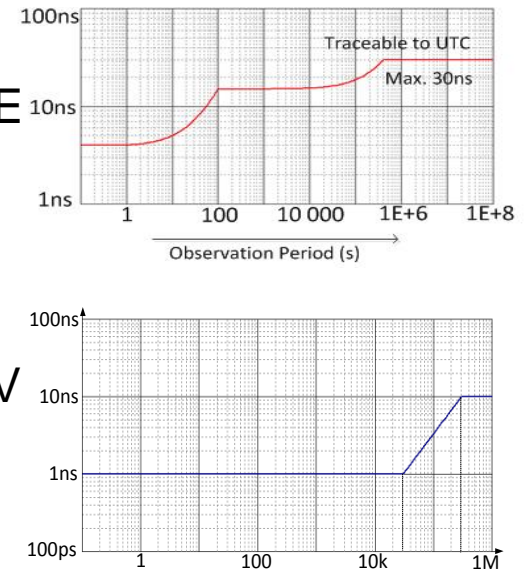 100ns
Traceable to UTC
Max. 30ns
E
10ns
1ns
1 100 10 000 1E+6 1E+8
Observation Period (s)
100ns
V
10ns
1ns
100ps
1 100 10k 1M